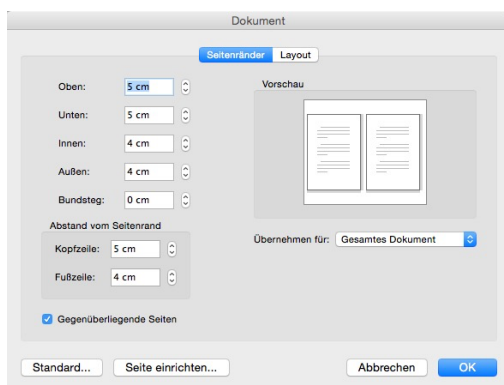 Dokument
Seitenränder Layout
Oben: 5 cm
Unten: 5 cm
Innen: 4 cm
Außen: 4 cm
Bundsteg: 0 cm
Abstand vom Seitenrand
Kopfzeile: 5 cm
Fußzeile: 4 cm
Gegenüberliegende Seiten
Vorschau
Übernehmen für: Gesamtes Dokument
Standard... Seite einrichten... Abbrechen OK